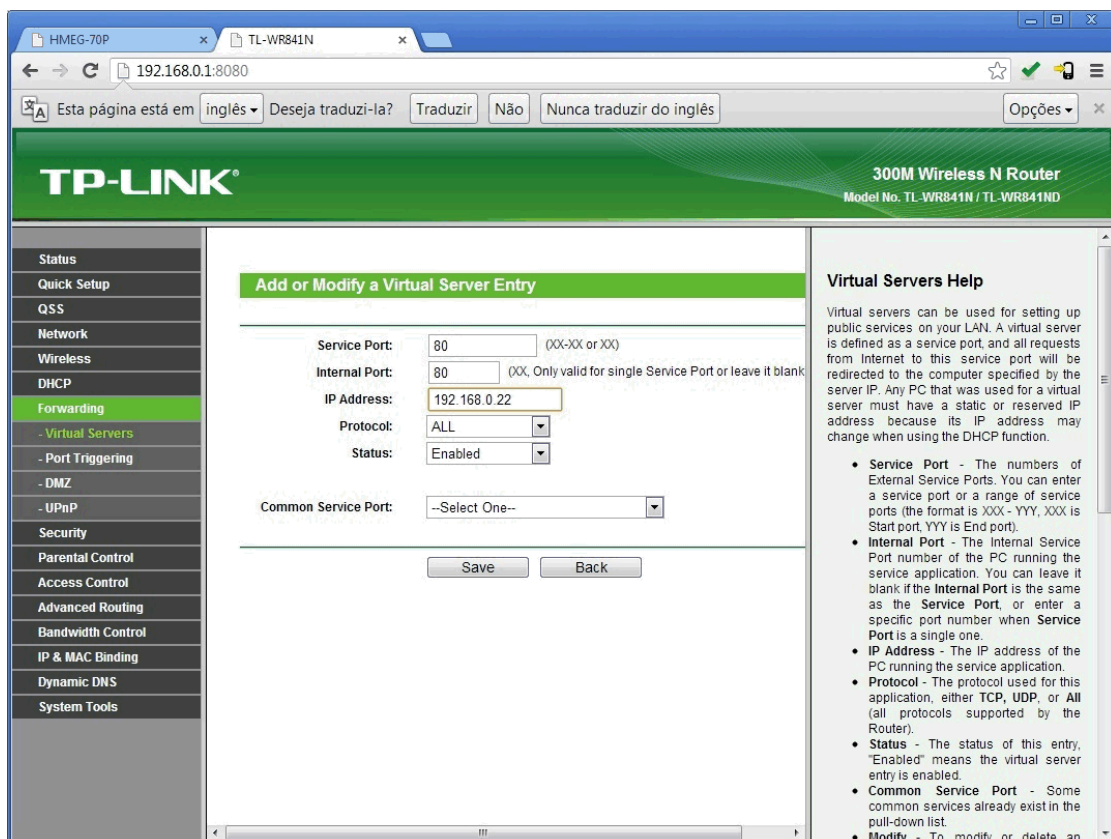 HMEG-70P
TL-WR841N
192.168.0.1:8080
Esta página está em inglês Deseja traduzi-la? Traduzir Não Nunca traduzir do inglês Opções
TP-LINK®
300M Wireless N Router
Model No. TL-WR841N / TL-WR841ND
Status
Quick Setup
QSS
Network
Wireless
DHCP
Forwarding
- Virtual Servers
- Port Triggering
- DMZ
- UPnP
Security
Parental Control
Access Control
Advanced Routing
Bandwidth Control
IP & MAC Binding
Dynamic DNS
System Tools
Add or Modify a Virtual Server Entry
Service Port: 80 (XX-XX or XX)
Internal Port: 80 (XX, Only valid for single Service Port or leave it blank
IP Address: 192.168.0.22
Protocol: ALL
Status: Enabled
Common Service Port: --Select One--
Save Back
Virtual Servers Help
Virtual servers can be used for setting up
public services on your LAN. A virtual server
is defined as a service port, and all requests
from Internet to this service port will be
redirected to the computer specified by the
server IP. Any PC that was used for a virtual
server must have a static or reserved IP
address because its IP address may
change when using the DHCP function.
• Service Port - The numbers of
External Service Ports. You can enter
a service port or a range of service
ports (the format is XXX - YYY, XXX is
Start port, YYY is End port).
• Internal Port - The Internal Service
Port number of the PC running the
service application. You can leave it
blank if the Internal Port is the same
as the Service Port, or enter a
specific port number when Service
Port is a single one.
• IP Address - The IP address of the
PC running the service application.
• Protocol - The protocol used for this
application, either TCP, UDP, or All
(all protocols supported by the
Router).
• Status - The status of this entry,
"Enabled" means the virtual server
entry is enabled.
• Common Service Port - Some
common services already exist in the
pull-down list.
• Modify - To modify or delete an